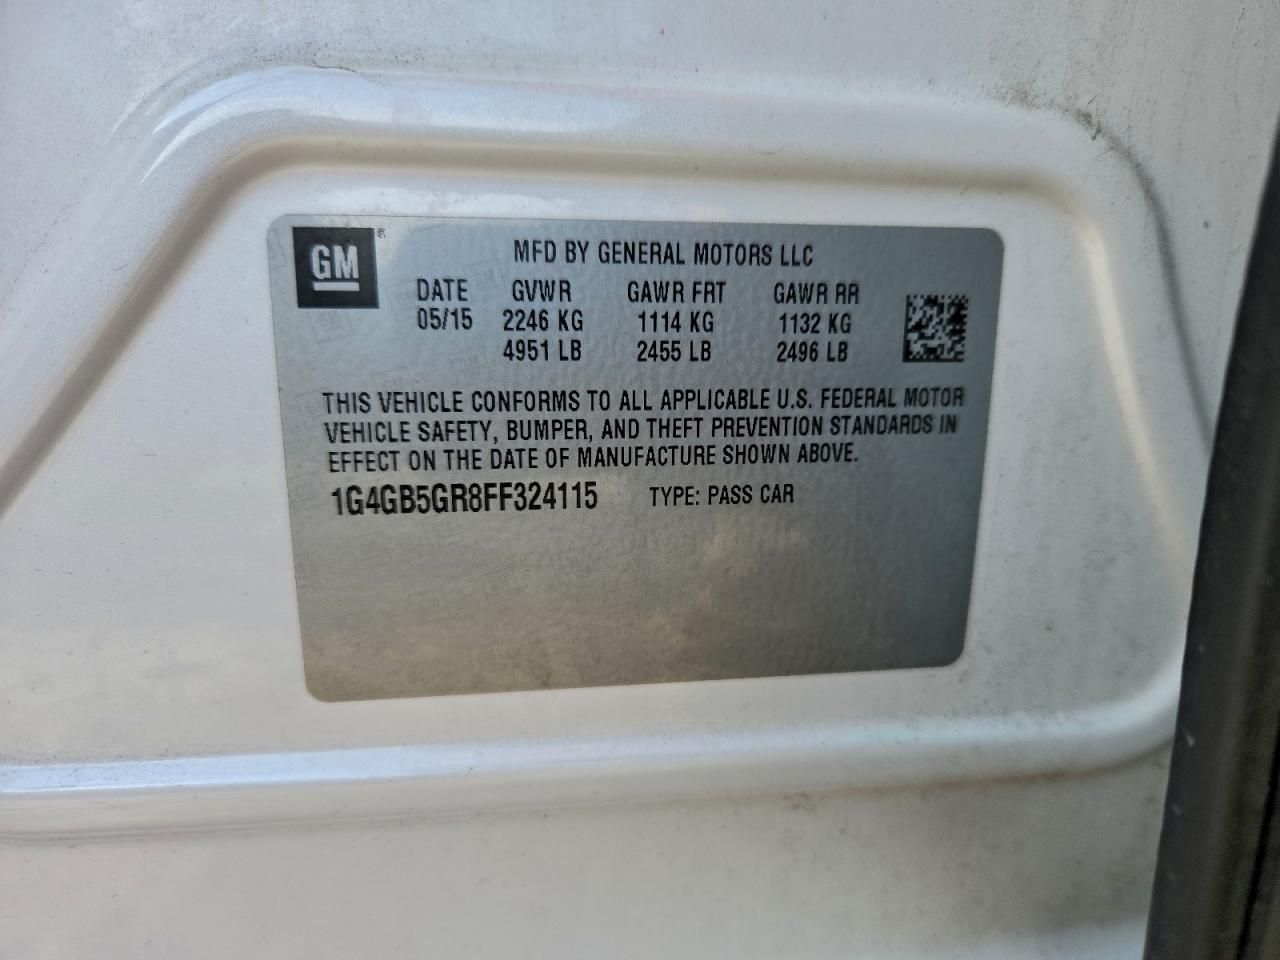 GM ®
MFD BY GENERAL MOTORS LLC
DATE GVWR GAWR FRT GAWR RR
05/15 2246 KG 1114 KG 1132 KG
4951 LB 2455 LB 2496 LB
THIS VEHICLE CONFORMS TO ALL APPLICABLE U.S. FEDERAL MOTOR
VEHICLE SAFETY, BUMPER, AND THEFT PREVENTION STANDARDS IN
EFFECT ON THE DATE OF MANUFACTURE SHOWN ABOVE.
1G4GB5GR8FF324115 TYPE: PASS CAR